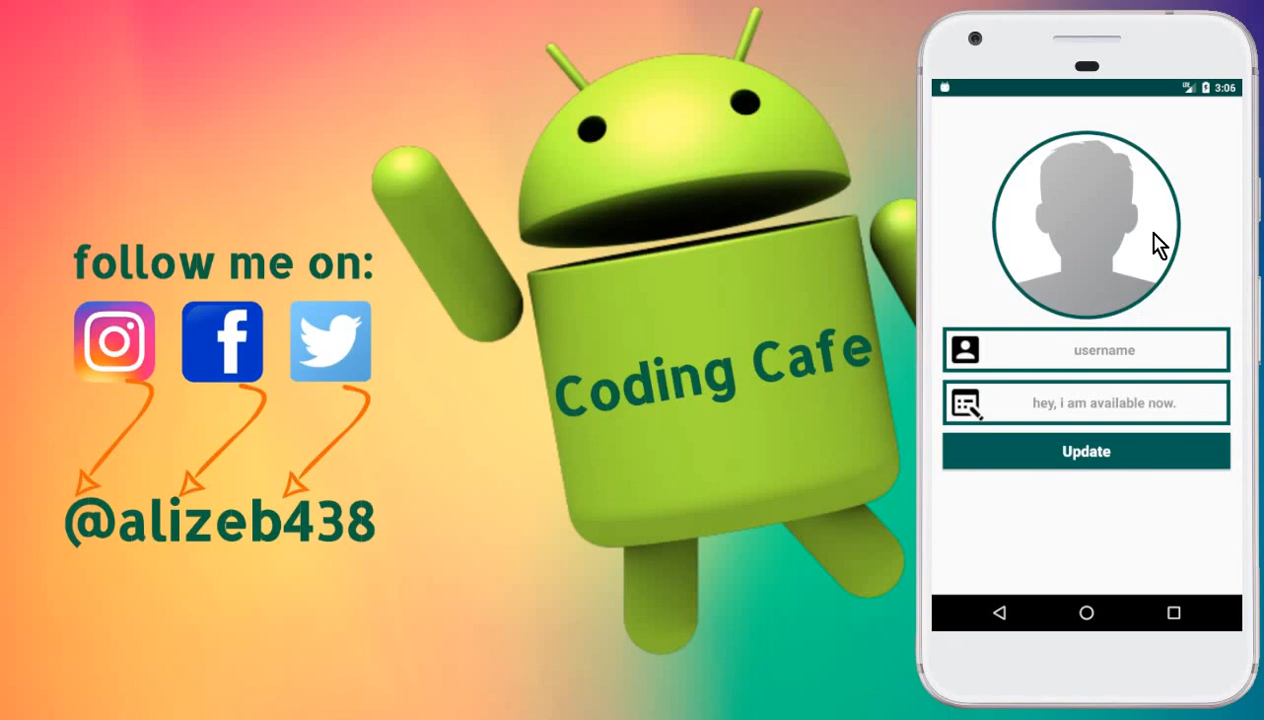 follow me on:
@alizeb438
Coding Cafe
3:06
username
hey, i am available now.
Update